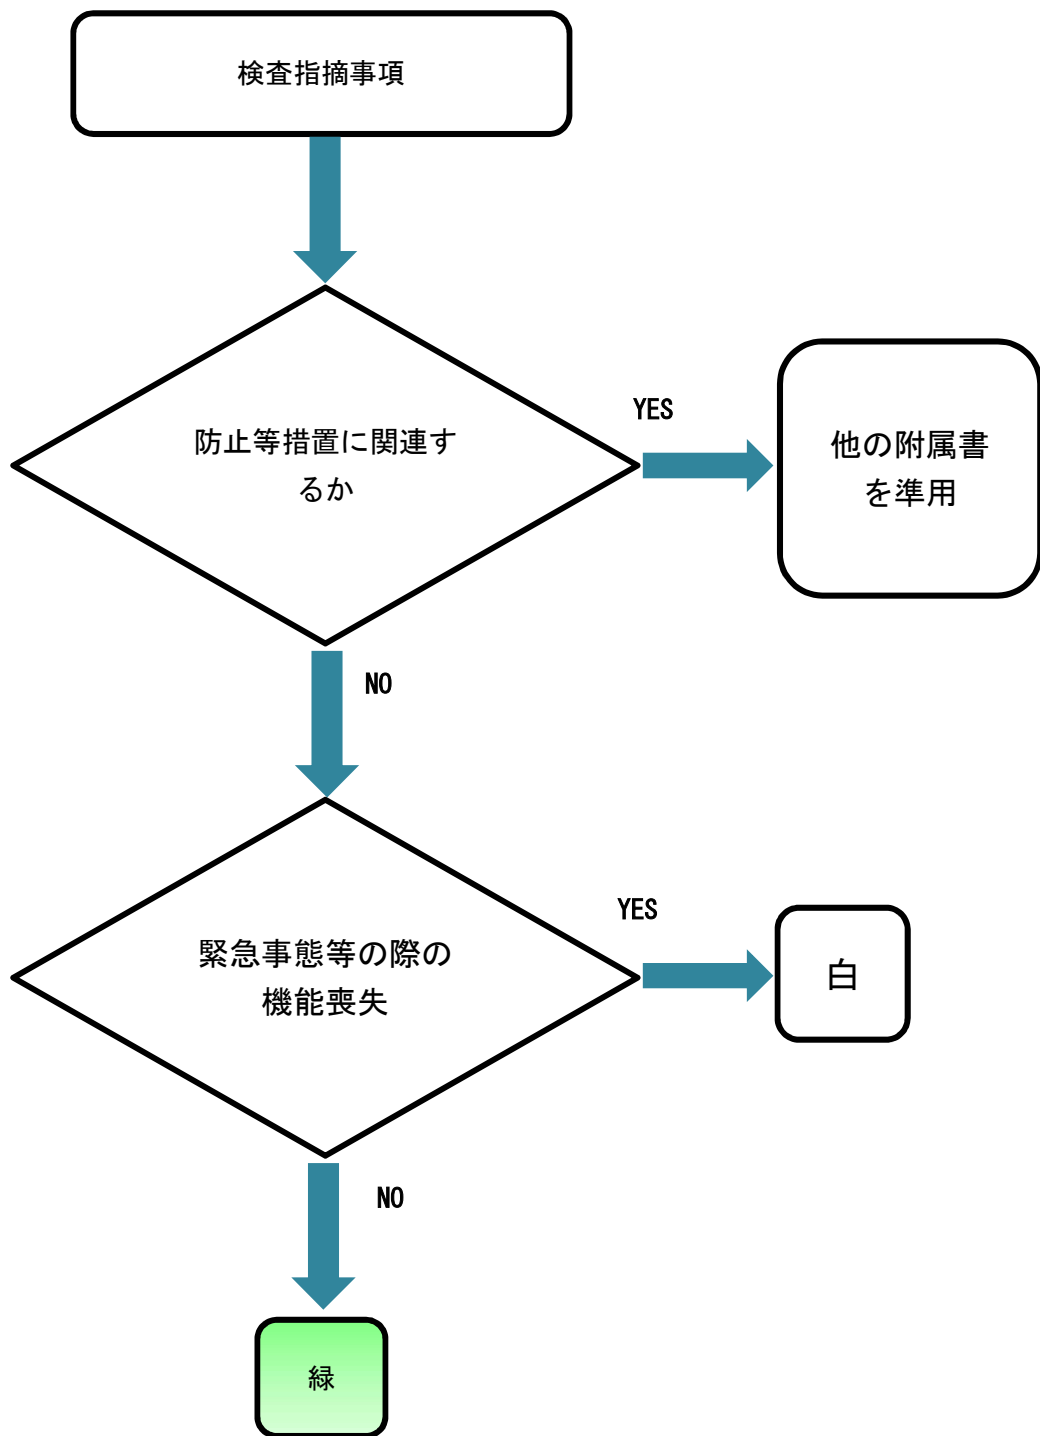 検査指摘事項
防止等措置に関連す
るか
YES
他の附属書
を準用
NO
緊急事態等の際の
機能喪失
YES
白
NO
緑